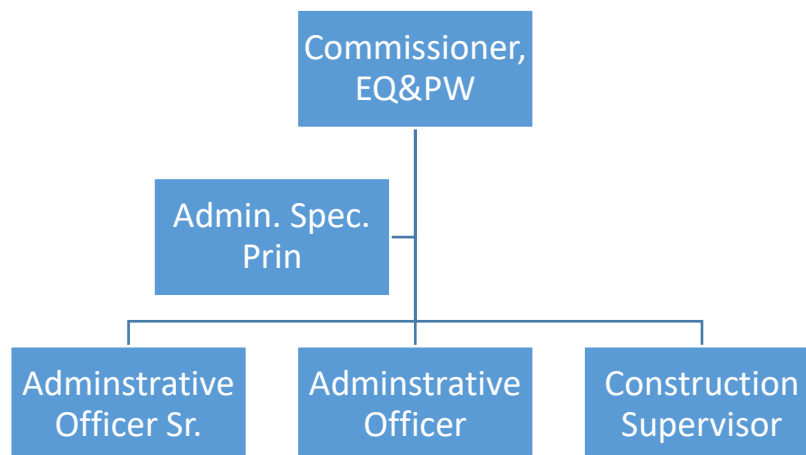 Commissioner,
EQ&PW
Admin. Spec.
Prin
Adminstrative
Officer Sr.
Adminstrative
Officer
Construction
Supervisor